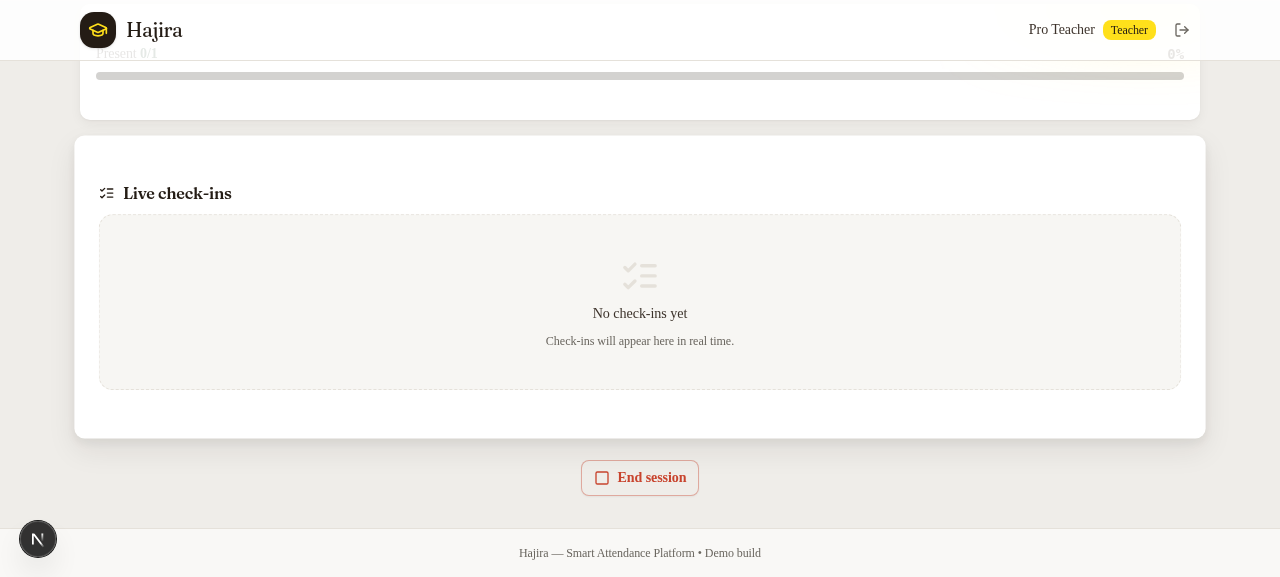 Hajira
Pro Teacher
Teacher
Present 0/1
0%
Live check-ins
No check-ins yet
Check-ins will appear here in real time.
End session
Hajira — Smart Attendance Platform • Demo build